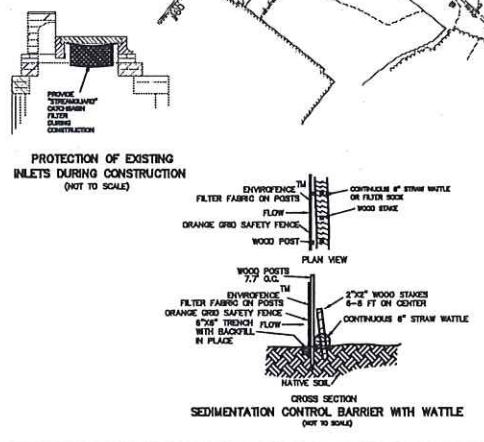 PROVIDE
"STREAMGUARD"
CATCHBASIN
FILTER
DURING
CONSTRUCTION
PROTECTION OF EXISTING
INLETS DURING CONSTRUCTION
(NOT TO SCALE)
ENVIROFENCE™
FILTER FABRIC ON POSTS
FLOW
ORANGE GRID SAFETY FENCE
WOOD POST
CONTINUOUS 8" STRAW WATTLE
OR FILTER SOCK
WOOD STAKE
PLAN VIEW
WOOD POSTS
7.7' O.C.
ENVIROFENCE™
FILTER FABRIC ON POSTS
ORANGE GRID SAFETY FENCE
6"X6" TRENCH
WITH BACKFILL
IN PLACE
FLOW
2"X2" WOOD STAKES
ON CENTER
CONTINUOUS 8" STRAW WATTLE
NATIVE SOIL
CROSS SECTION
SEDIMENTATION CONTROL BARRIER WITH WATTLE
(NOT TO SCALE)